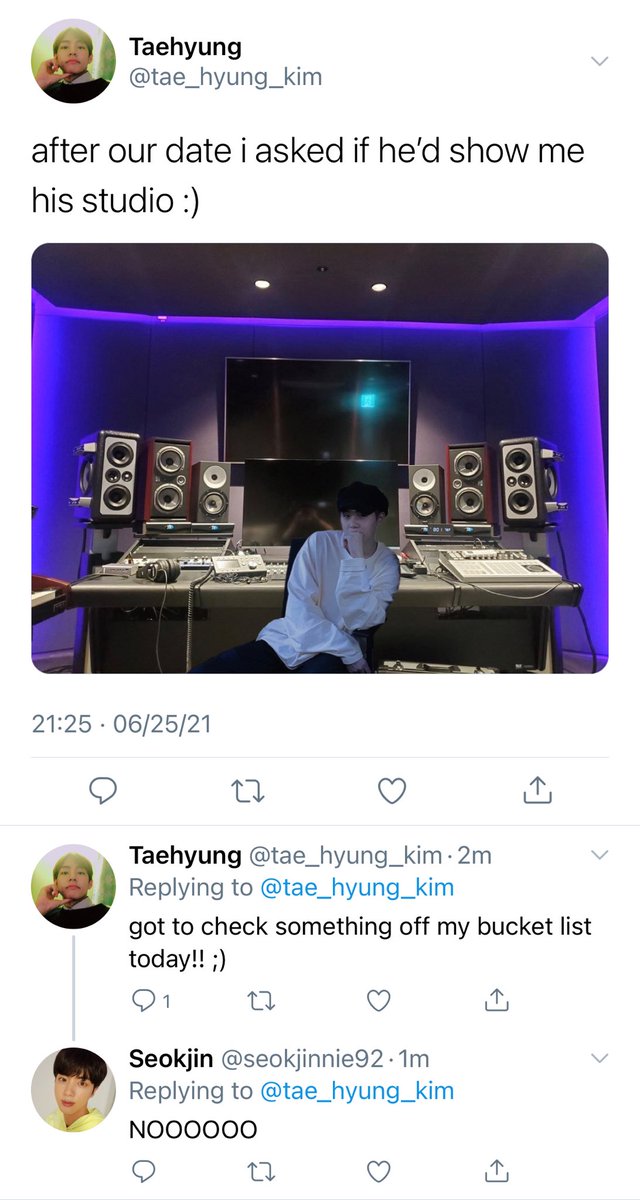 Taehyung
@tae_hyung_kim
after our date i asked if he’d show me
his studio :)
21:25 · 06/25/21
Taehyung @tae_hyung_kim · 2m
Replying to @tae_hyung_kim
got to check something off my bucket list
today!! ;)
1
Seokjin @seokjinnie92 · 1m
Replying to @tae_hyung_kim
NOOOOOO